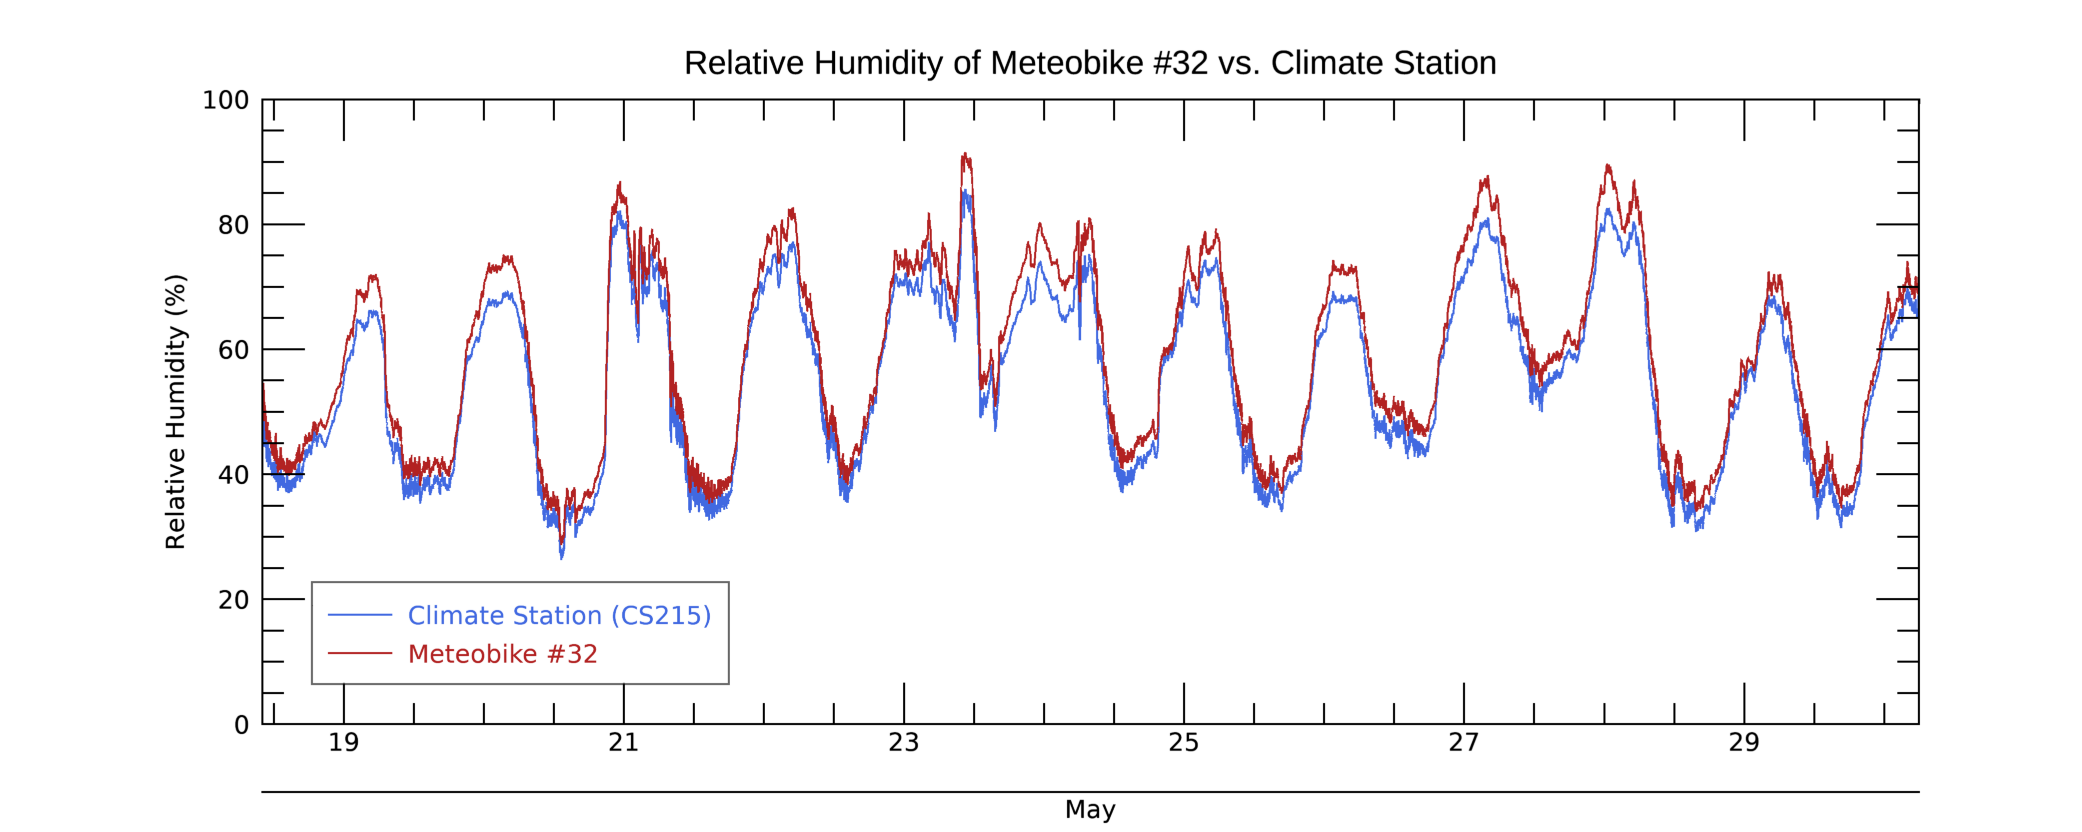 Relative Humidity of Meteobike #32 vs. Climate Station
Relative Humidity (%)
100
80
60
40
20
0
Climate Station (CS215)
Meteobike #32
19 21 23 25 27 29
May